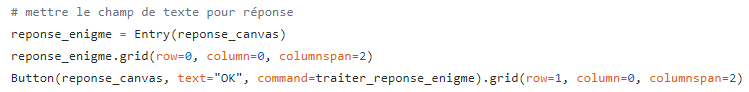 # mettre le champ de texte pour réponse
reponse_enigme = Entry(reponse_canvas)
reponse_enigme.grid(row=0, column=0, columnspan=2)
Button(reponse_canvas, text="OK", command=traiter_reponse_enigme).grid(row=1, column=0, columnspan=2)